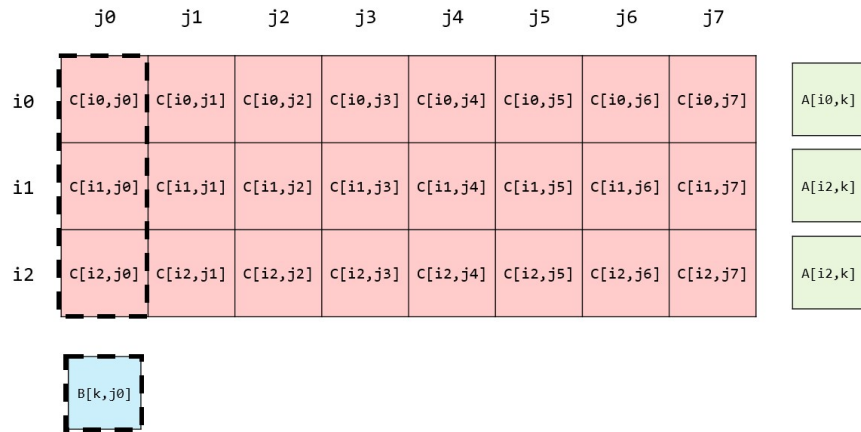 j0 j1 j2 j3 j4 j5 j6 j7
i0 C[i0,j0] C[i0,j1] C[i0,j2] C[i0,j3] C[i0,j4] C[i0,j5] C[i0,j6] C[i0,j7] A[i0,k]
i1 C[i1,j0] C[i1,j1] C[i1,j2] C[i1,j3] C[i1,j4] C[i1,j5] C[i1,j6] C[i1,j7] A[i2,k]
i2 C[i2,j0] C[i2,j1] C[i2,j2] C[i2,j3] C[i2,j4] C[i2,j5] C[i2,j6] C[i2,j7] A[i2,k]
B[k,j0]